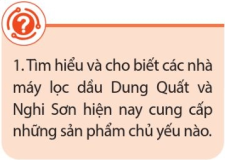 1. Tìm hiểu và cho biết các nhà
máy lọc dầu Dung Quất và
Nghi Sơn hiện nay cung cấp
những sản phẩm chủ yếu nào.